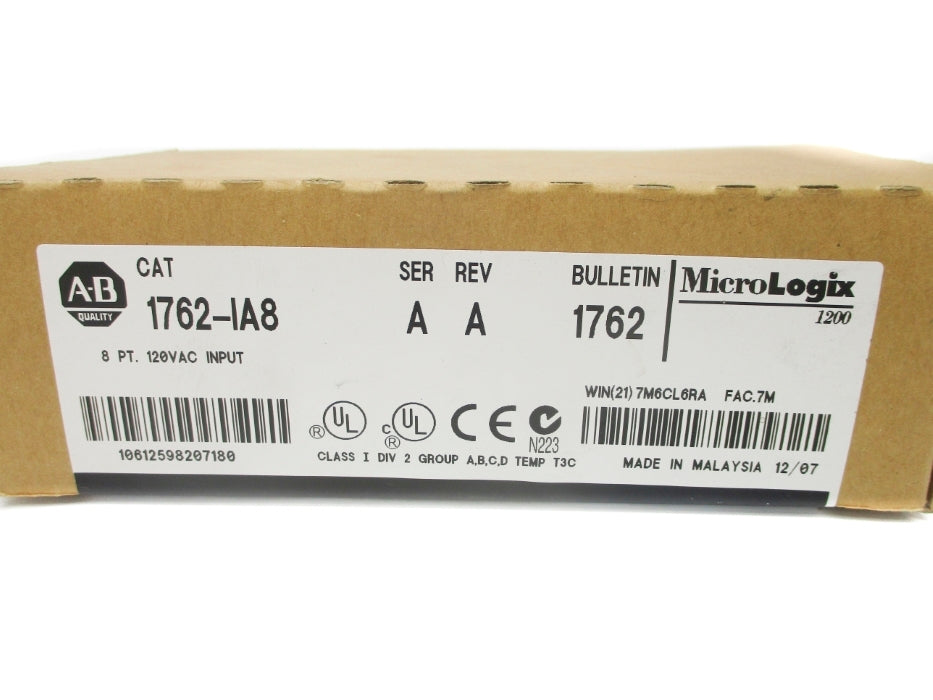 A-B
QUALITY
CAT
1762-IA8
8 PT. 120VAC INPUT
SER REV
A A
BULLETIN
1762
MicroLogix
1200
10612598207180
® UL
c UL ®
CE
N223
CLASS I DIV 2 GROUP A,B,C,D TEMP T3C
WIN(21) 7M6CL6RA FAC.7M
MADE IN MALAYSIA 12/07